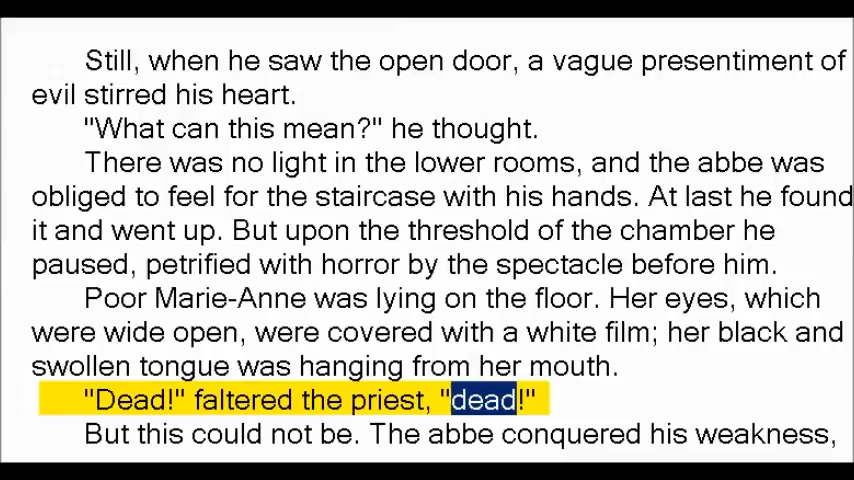 Still, when he saw the open door, a vague presentiment of
evil stirred his heart.
"What can this mean?" he thought.
There was no light in the lower rooms, and the abbe was
obliged to feel for the staircase with his hands. At last he found
it and went up. But upon the threshold of the chamber he
paused, petrified with horror by the spectacle before him.
Poor Marie-Anne was lying on the floor. Her eyes, which
were wide open, were covered with a white film; her black and
swollen tongue was hanging from her mouth.
"Dead!" faltered the priest, "dead!"
But this could not be. The abbe conquered his weakness,